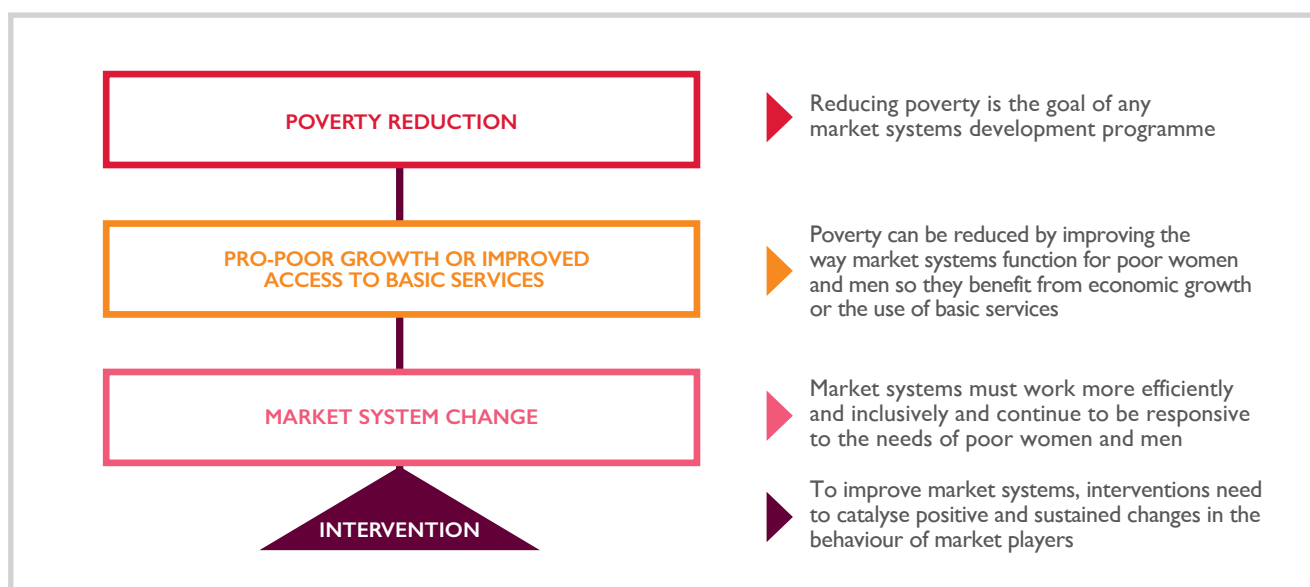 POVERTY REDUCTION
Reducing poverty is the goal of any
market systems development programme
PRO-POOR GROWTH OR IMPROVED
ACCESS TO BASIC SERVICES
Poverty can be reduced by improving the
way market systems function for poor women
and men so they benefit from economic growth
or the use of basic services
MARKET SYSTEM CHANGE
Market systems must work more efficiently
and inclusively and continue to be responsive
to the needs of poor women and men
INTERVENTION
To improve market systems, interventions need
to catalyse positive and sustained changes in the
behaviour of market players